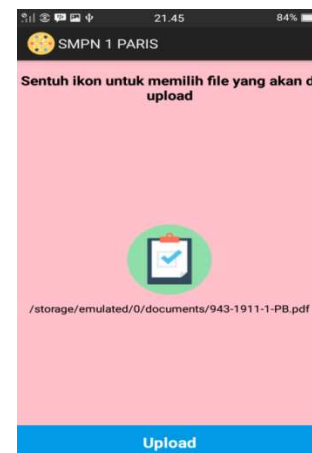 21.45
84%
SMPN 1 PARIS
Sentuh ikon untuk memilih file yang akan d
upload
/storage/emulated/0/documents/943-1911-1-PB.pdf
Upload